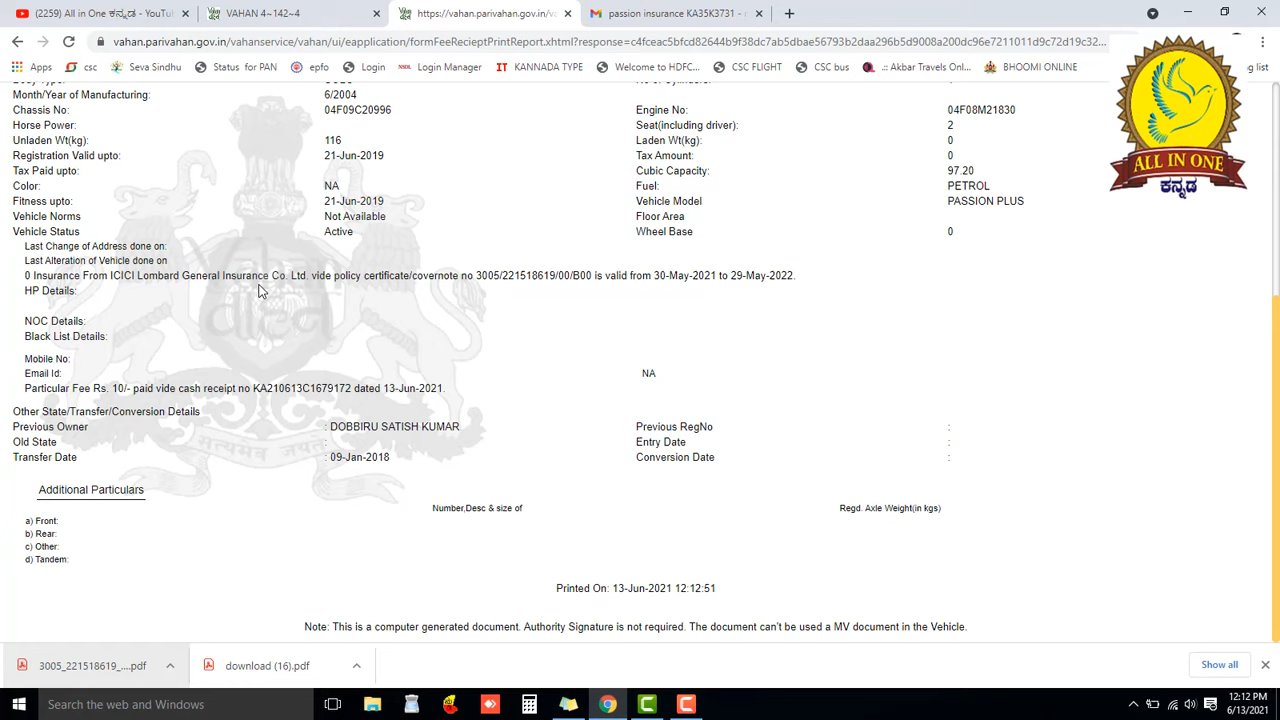 (2259) All in One ಕನ್ನಡ - YouTu
VAHAN 4~142~4
https://vahan.parivahan.gov.in/va
passion insurance KA35K3731 -
vahan.parivahan.gov.in/vahanservice/vahan/ui/eapplication/formFeeRecieptPrintReport.xhtml?response=c4fceac5bfcd82644b9f38dc7ab5dbae56793b2daa296b5d9008a200dc96e7211011d9c72d19c32...
Apps csc Seva Sindhu Status for PAN epfo Login NSDL Login Manager IT KANNADA TYPE Welcome to HDFC... CSC FLIGHT CSC bus .:: Akbar Travels Onl... BHOOMI ONLINE
ng list
ALL IN ONE
ಕನ್ನಡ
Month/Year of Manufacturing: 6/2004
Chassis No: 04F09C20996 Engine No: 04F08M21830
Horse Power: Seat(including driver): 2
Unladen Wt(kg): 116 Laden Wt(kg): 0
Registration Valid upto: 21-Jun-2019 Tax Amount: 0
Tax Paid upto: Cubic Capacity: 97.20
Color: NA Fuel: PETROL
Fitness upto: 21-Jun-2019 Vehicle Model PASSION PLUS
Vehicle Norms Not Available Floor Area
Vehicle Status Active Wheel Base 0
Last Change of Address done on:
Last Alteration of Vehicle done on
0 Insurance From ICICI Lombard General Insurance Co. Ltd. vide policy certificate/covernote no 3005/221518619/00/B00 is valid from 30-May-2021 to 29-May-2022.
HP Details:
NOC Details:
Black List Details:
Mobile No:
Email Id: NA
Particular Fee Rs. 10/- paid vide cash receipt no KA210613C1679172 dated 13-Jun-2021.
Other State/Transfer/Conversion Details
Previous Owner : DOBBIRU SATISH KUMAR Previous RegNo :
Old State : Entry Date :
Transfer Date : 09-Jan-2018 Conversion Date :
Additional Particulars
Number,Desc & size of Regd. Axle Weight(in kgs)
a) Front:
b) Rear:
c) Other:
d) Tandem:
सत्यमेव जयते
Printed On: 13-Jun-2021 12:12:51
Note: This is a computer generated document. Authority Signature is not required. The document can't be used a MV document in the Vehicle.
3005_221518619_....pdf
download (16).pdf
Show all
Search the web and Windows
12:12 PM
6/13/2021